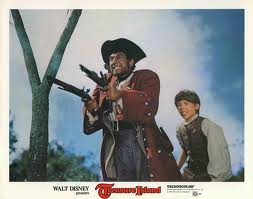 WALT DISNEY
presents
Treasure Island
TECHNICOLOR